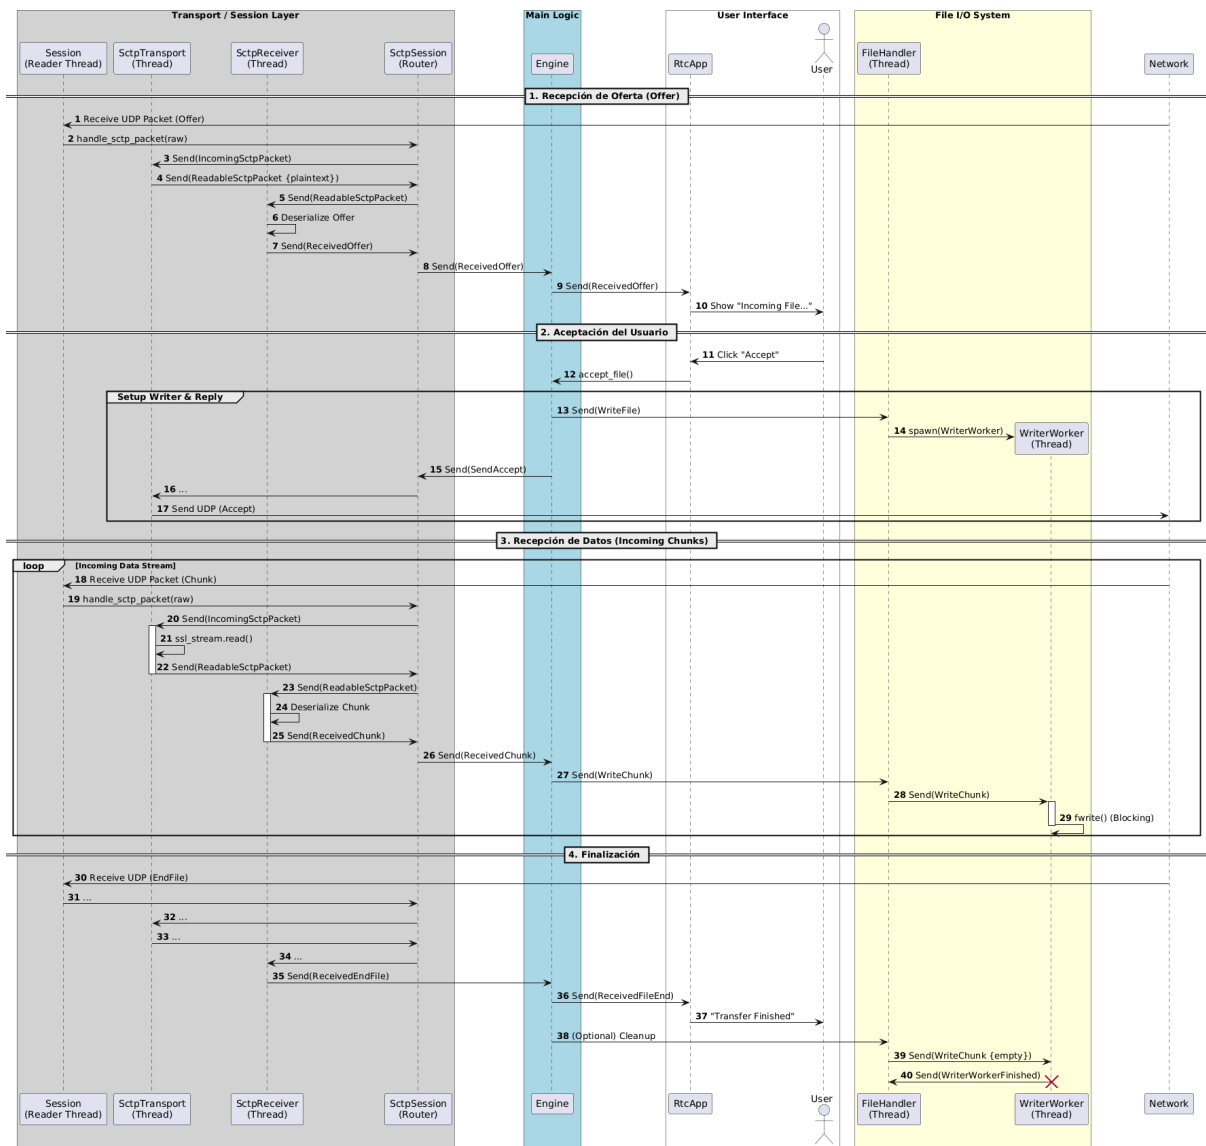 Transport / Session Layer
Main Logic
User Interface
File I/O System
Session
(Reader Thread)
SctpTransport
(Thread)
SctpReceiver
(Thread)
SctpSession
(Router)
Engine
RtcApp
User
FileHandler
(Thread)
Network
1. Recepción de Oferta (Offer)
1 Receive UDP Packet (Offer)
2 handle_sctp_packet(raw)
3 Send(IncomingSctpPacket)
4 Send(ReadableSctpPacket {plaintext})
5 Send(ReadableSctpPacket)
6 Deserialize Offer
7 Send(ReceivedOffer)
8 Send(ReceivedOffer)
9 Send(ReceivedOffer)
10 Show "Incoming File..."
2. Aceptación del Usuario
11 Click "Accept"
12 accept_file()
Setup Writer & Reply
13 Send(WriteFile)
14 spawn(WriterWorker)
WriterWorker
(Thread)
15 Send(SendAccept)
16 ...
17 Send UDP (Accept)
3. Recepción de Datos (Incoming Chunks)
loop [Incoming Data Stream]
18 Receive UDP Packet (Chunk)
19 handle_sctp_packet(raw)
20 Send(IncomingSctpPacket)
21 ssl_stream.read()
22 Send(ReadableSctpPacket)
23 Send(ReadableSctpPacket)
24 Deserialize Chunk
25 Send(ReceivedChunk)
26 Send(ReceivedChunk)
27 Send(WriteChunk)
28 Send(WriteChunk)
29 fwrite() (Blocking)
4. Finalización
30 Receive UDP (EndFile)
31 ...
32 ...
33 ...
34 ...
35 Send(ReceivedEndFile)
36 Send(ReceivedFileEnd)
37 "Transfer Finished"
38 (Optional) Cleanup
39 Send(WriteChunk {empty})
40 Send(WriterWorkerFinished)
Session
(Reader Thread)
SctpTransport
(Thread)
SctpReceiver
(Thread)
SctpSession
(Router)
Engine
RtcApp
User
FileHandler
(Thread)
WriterWorker
(Thread)
Network